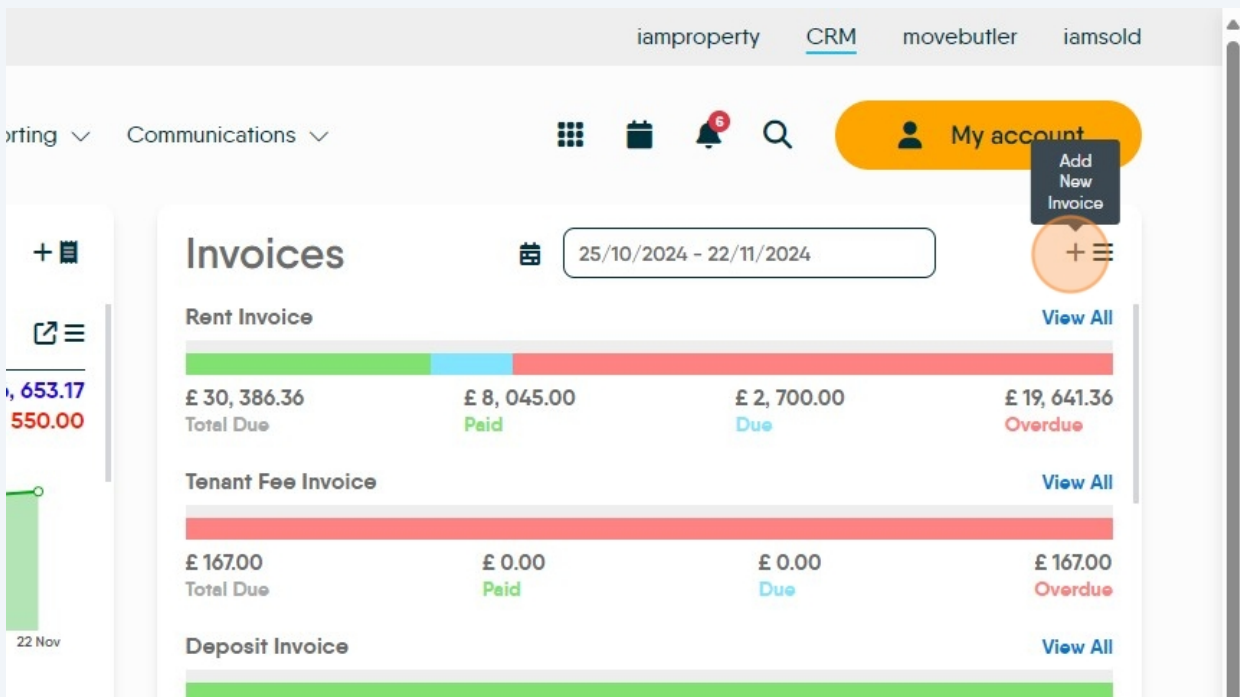 iamproperty CRM movebutler iamsold
orting Communications
6
My account
Add
New
Invoice
Invoices
25/10/2024 - 22/11/2024
Rent Invoice View All
, 653.17
550.00
£ 30, 386.36 £ 8, 045.00 £ 2, 700.00 £ 19, 641.36
Total Due Paid Due Overdue
Tenant Fee Invoice View All
£ 167.00 £ 0.00 £ 0.00 £ 167.00
Total Due Paid Due Overdue
22 Nov
Deposit Invoice View All